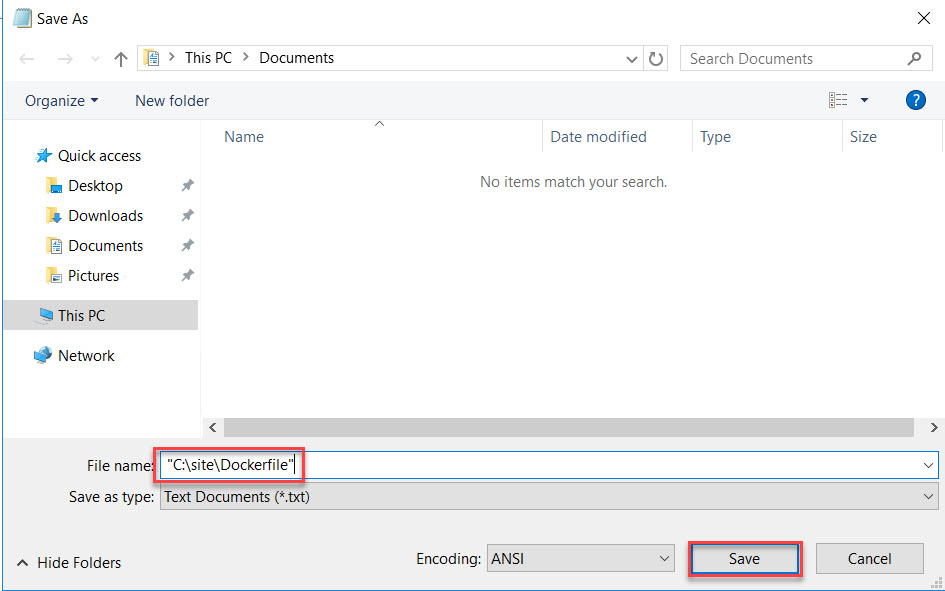 Save As
This PC > Documents
Search Documents
Organize
New folder
?
Name
Date modified
Type
Size
Quick access
Desktop
Downloads
Documents
Pictures
This PC
Network
No items match your search.
File name: "C:\site\Dockerfile"
Save as type: Text Documents (*.txt)
Hide Folders
Encoding: ANSI
Save
Cancel